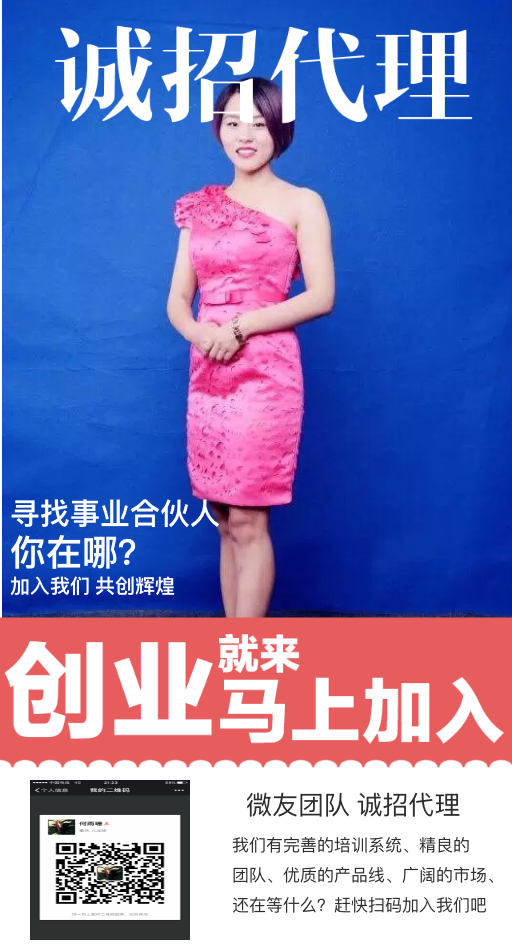 诚招代理
寻找事业合伙人
你在哪?
加入我们 共创辉煌
创业就来
马上加入
21:23
个人信息
我的二维码
微友团队 诚招代理
我们有完善的培训系统、精良的
团队、优质的产品线、广阔的市场、
还在等什么？赶快扫码加入我们吧